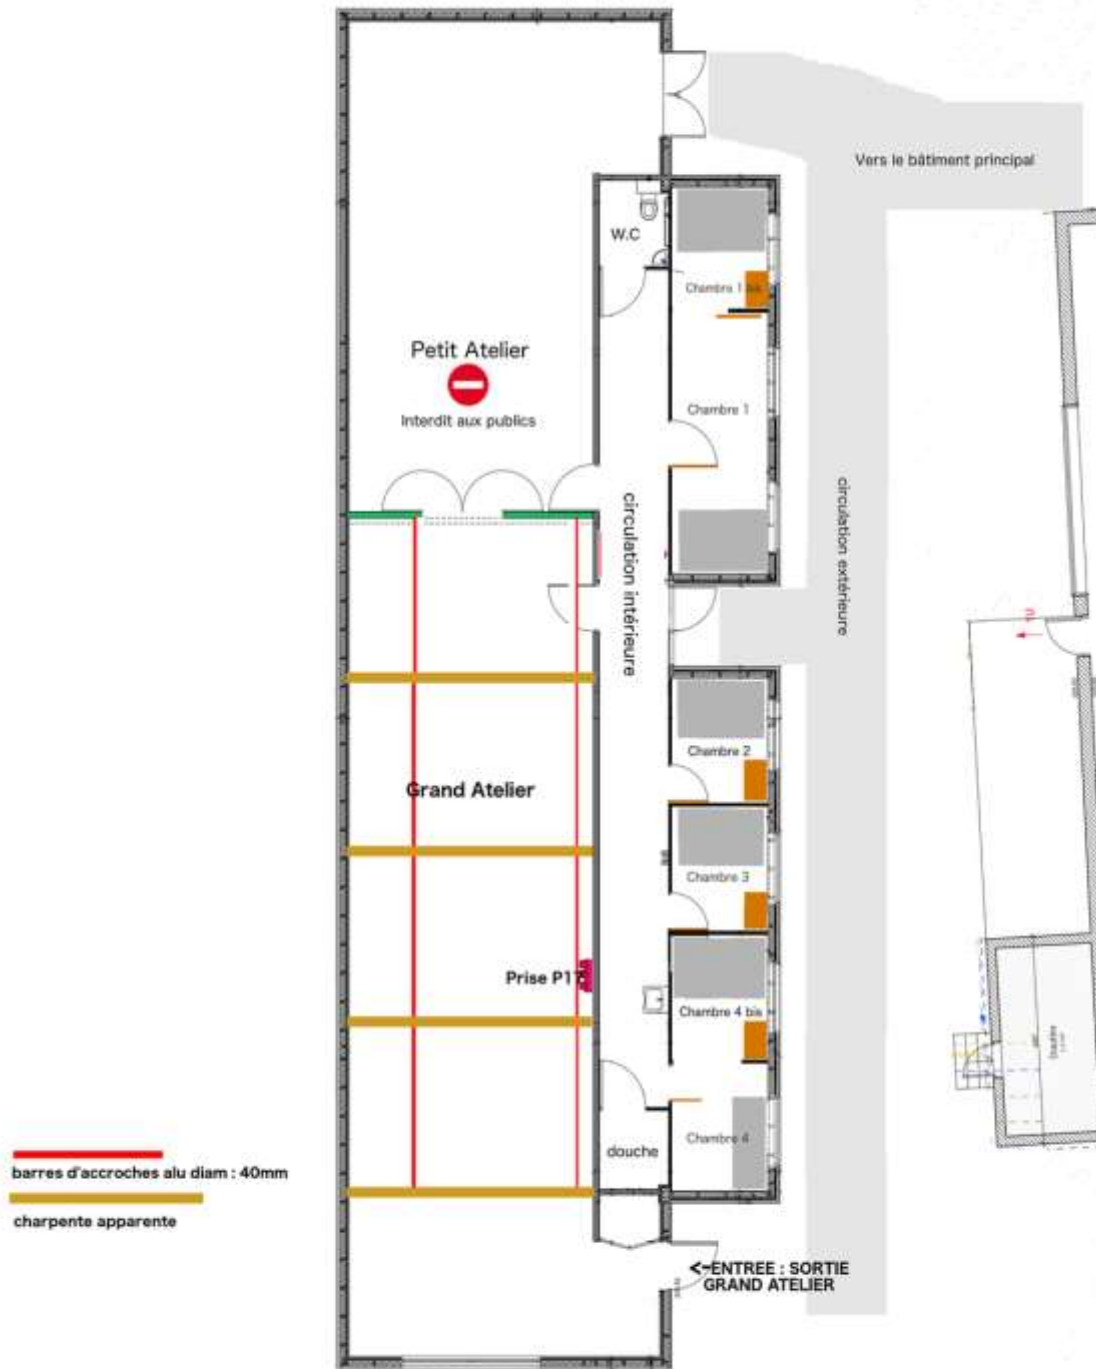 Vers le bâtiment principal
W.C
Chambre 1 bis
Petit Atelier
Interdit aux publics
Chambre 1
circulation intérieure
circulation extérieure
Chambre 2
Grand Atelier
Chambre 3
Prise P17
Chambre 4 bis
Chambre 4
douche
barres d'accroches alu diam : 40mm
charpente apparente
<-ENTREE : SORTIE
GRAND ATELIER